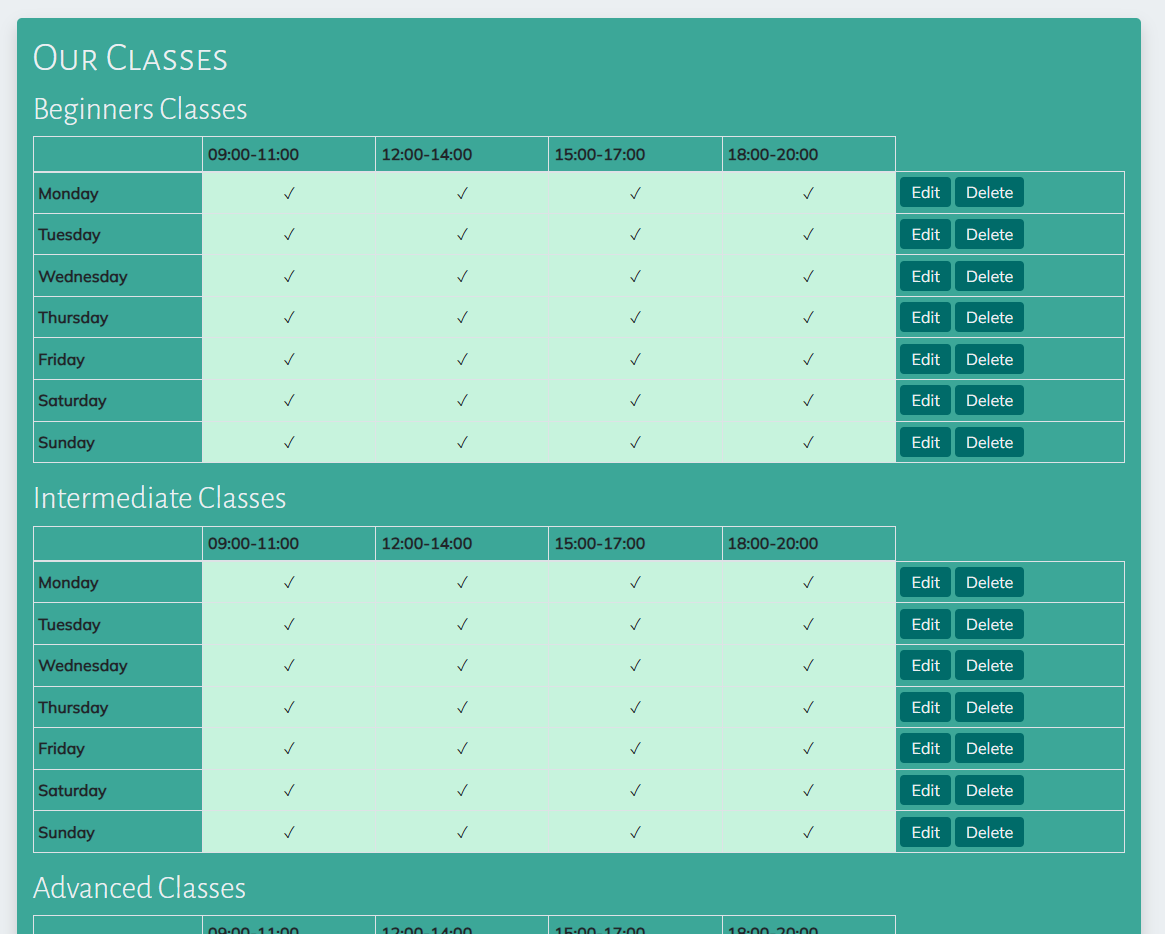 Our Classes
Beginners Classes
09:00-11:00 12:00-14:00 15:00-17:00 18:00-20:00
Monday ✓ ✓ ✓ ✓ Edit Delete
Tuesday ✓ ✓ ✓ ✓ Edit Delete
Wednesday ✓ ✓ ✓ ✓ Edit Delete
Thursday ✓ ✓ ✓ ✓ Edit Delete
Friday ✓ ✓ ✓ ✓ Edit Delete
Saturday ✓ ✓ ✓ ✓ Edit Delete
Sunday ✓ ✓ ✓ ✓ Edit Delete
Intermediate Classes
09:00-11:00 12:00-14:00 15:00-17:00 18:00-20:00
Monday ✓ ✓ ✓ ✓ Edit Delete
Tuesday ✓ ✓ ✓ ✓ Edit Delete
Wednesday ✓ ✓ ✓ ✓ Edit Delete
Thursday ✓ ✓ ✓ ✓ Edit Delete
Friday ✓ ✓ ✓ ✓ Edit Delete
Saturday ✓ ✓ ✓ ✓ Edit Delete
Sunday ✓ ✓ ✓ ✓ Edit Delete
Advanced Classes
09:00-11:00 12:00-14:00 15:00-17:00 18:00-20:00